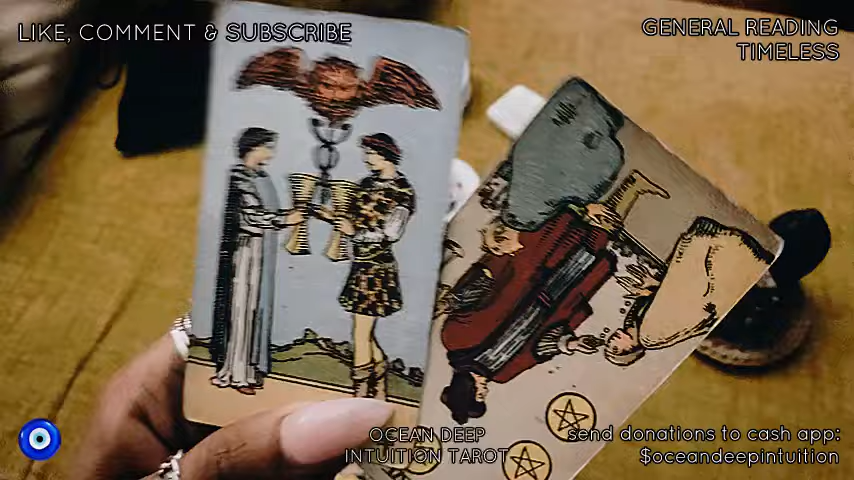 LIKE, COMMENT & SUBSCRIBE
GENERAL READING
TIMELESS
OCEAN DEEP
INTUITION TAROT
send donations to cash app:
$oceandeepintuition